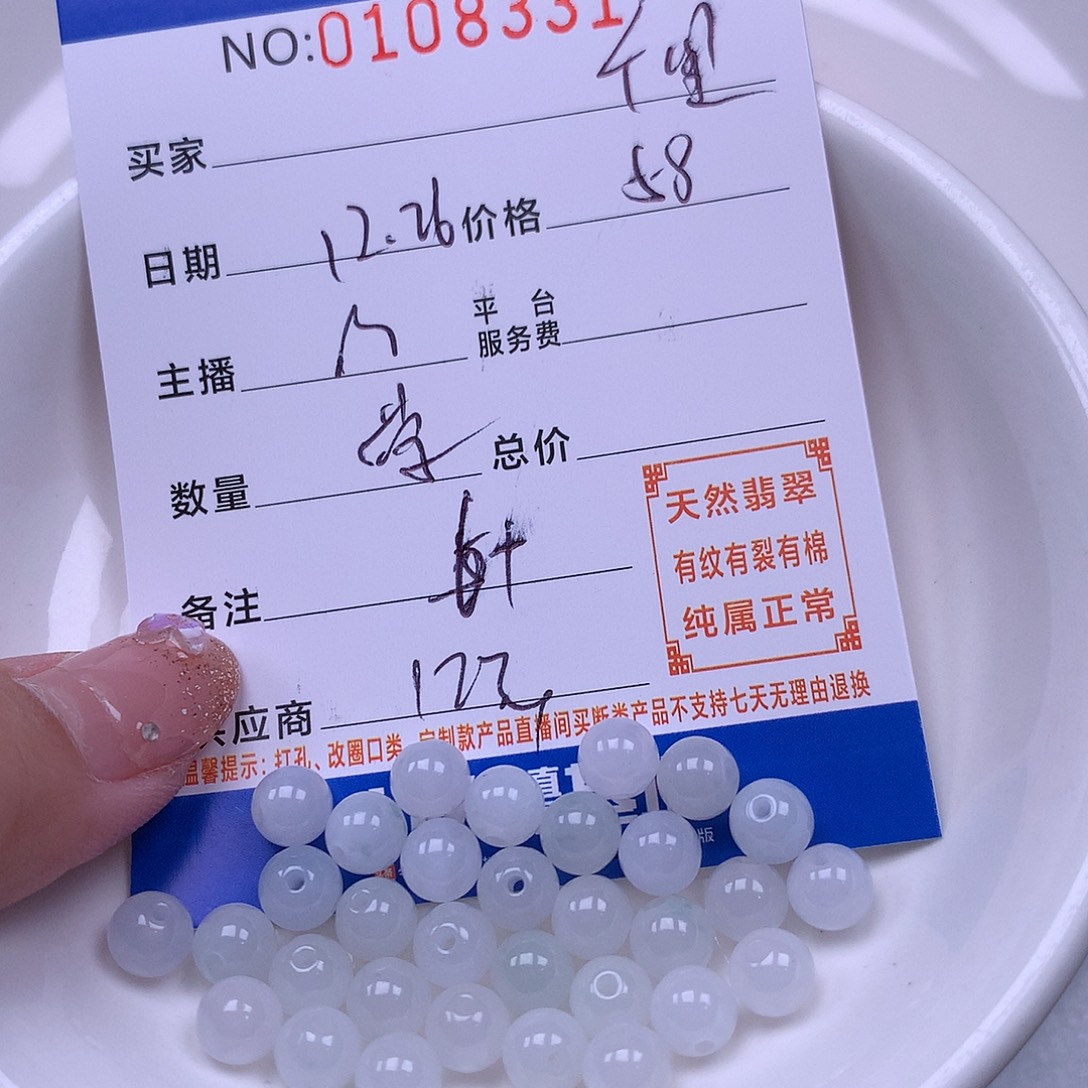 NO:0108331
买家 千里
日期 12.26 价格 58
主播
平台
服务费
数量 总价
备注
天然翡翠
有纹有裂有棉
纯属正常
应商
温馨提示：打孔、改圈口类、定制款产品直播间买断类产品不支持七天无理由退换